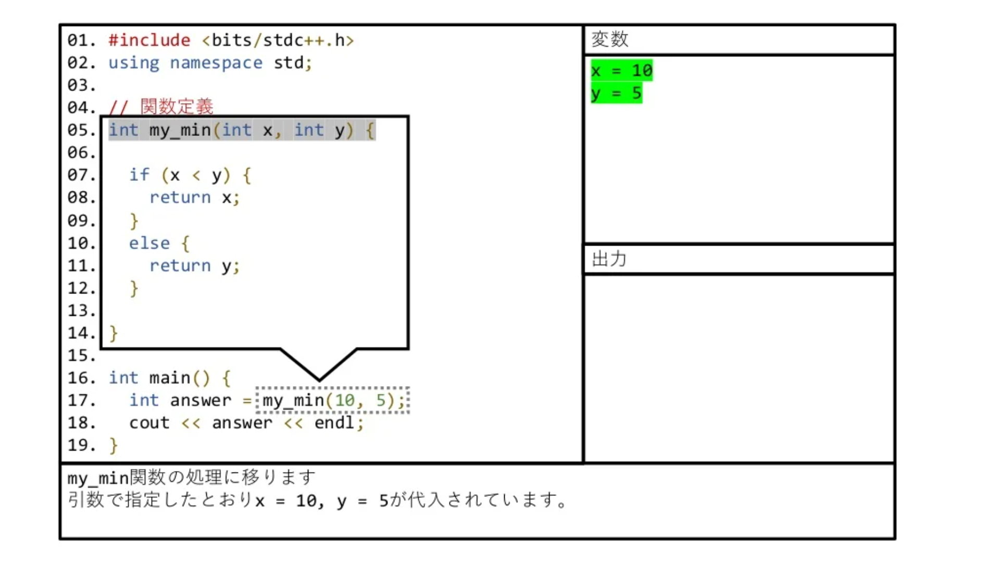 01. #include <bits/stdc++.h>
02. using namespace std;
03.
04. // 関数定義
05. int my_min(int x, int y) {
06.
07.   if (x < y) {
08.     return x;
09.   }
10.   else {
11.     return y;
12.   }
13.
14. }
15.
16. int main() {
17.   int answer = my_min(10, 5);
18.   cout << answer << endl;
19. }
変数
x = 10
y = 5
出力
my_min関数の処理に移ります
引数で指定したとおりx = 10, y = 5が代入されています。